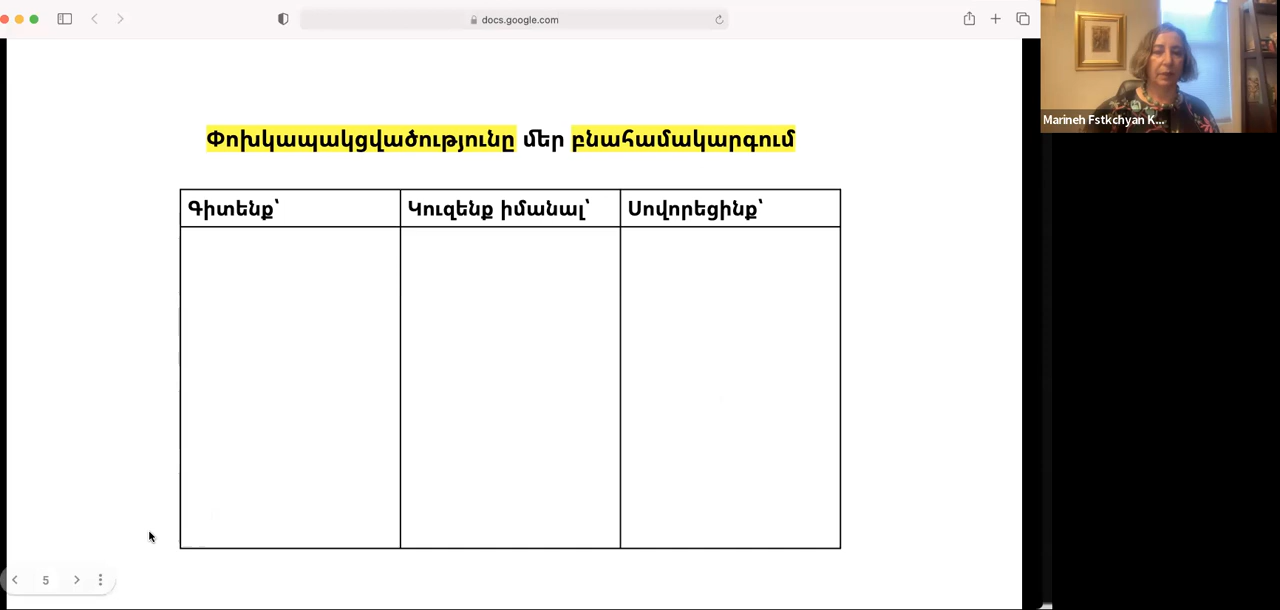 docs.google.com
Marineh Fstkchyan K...
Փոխկապակցվածությունը մեր բնահամակարգում
Գիտենք՝
Կուզենք իմանալ՝
Սովորեցինք՝
5